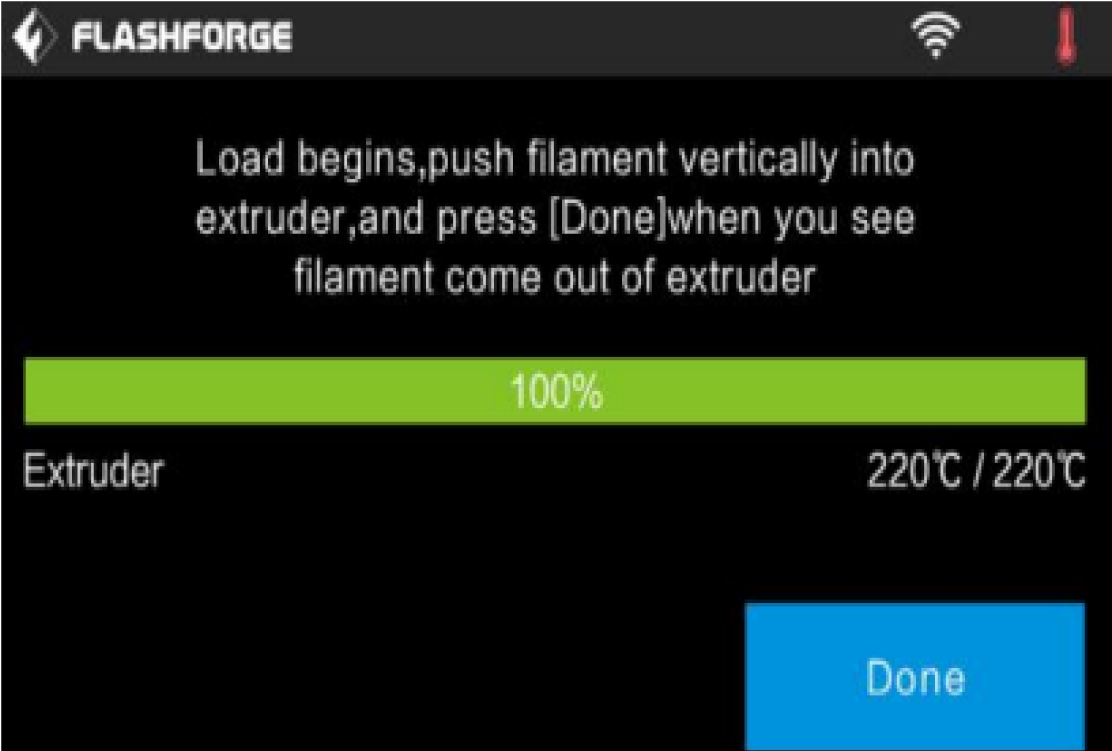 FLASHFORGE
Load begins,push filament vertically into
extruder,and press [Done]when you see
filament come out of extruder
100%
Extruder 220℃ / 220℃
Done